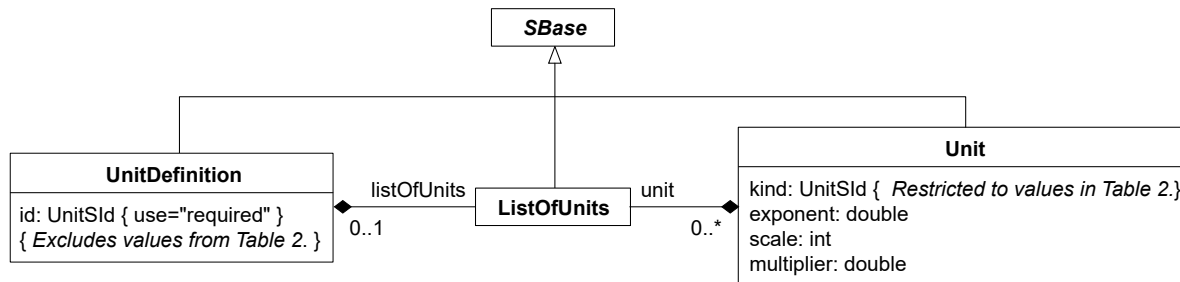 SBase
UnitDefinition
id: UnitSId { use="required" }
{ Excludes values from Table 2. }
listOfUnits
0..1
ListOfUnits
unit
0..*
Unit
kind: UnitSId { Restricted to values in Table 2.}
exponent: double
scale: int
multiplier: double